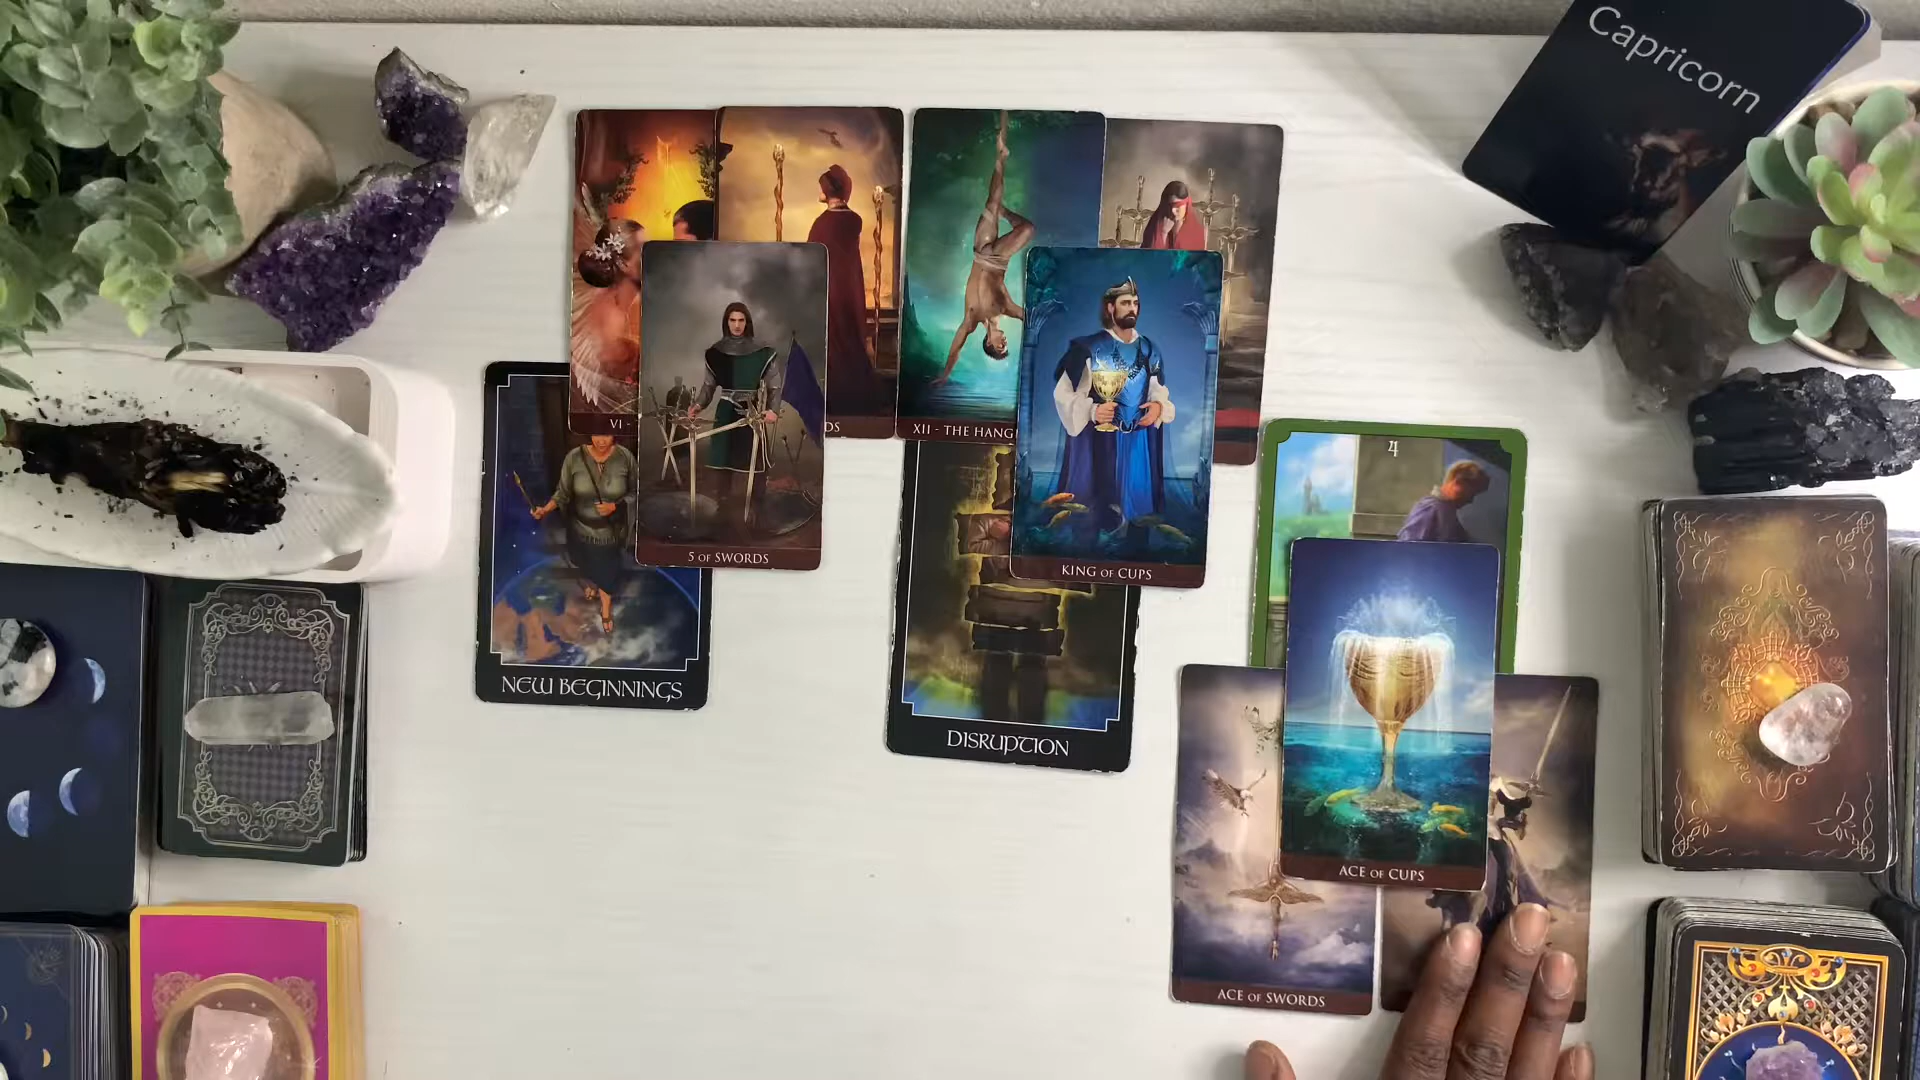 Capricorn
VI -
DS
XII - THE HANG
5 OF SWORDS
KING OF CUPS
4
NEW BEGINNINGS
DISRUPTION
ACE OF CUPS
ACE OF SWORDS